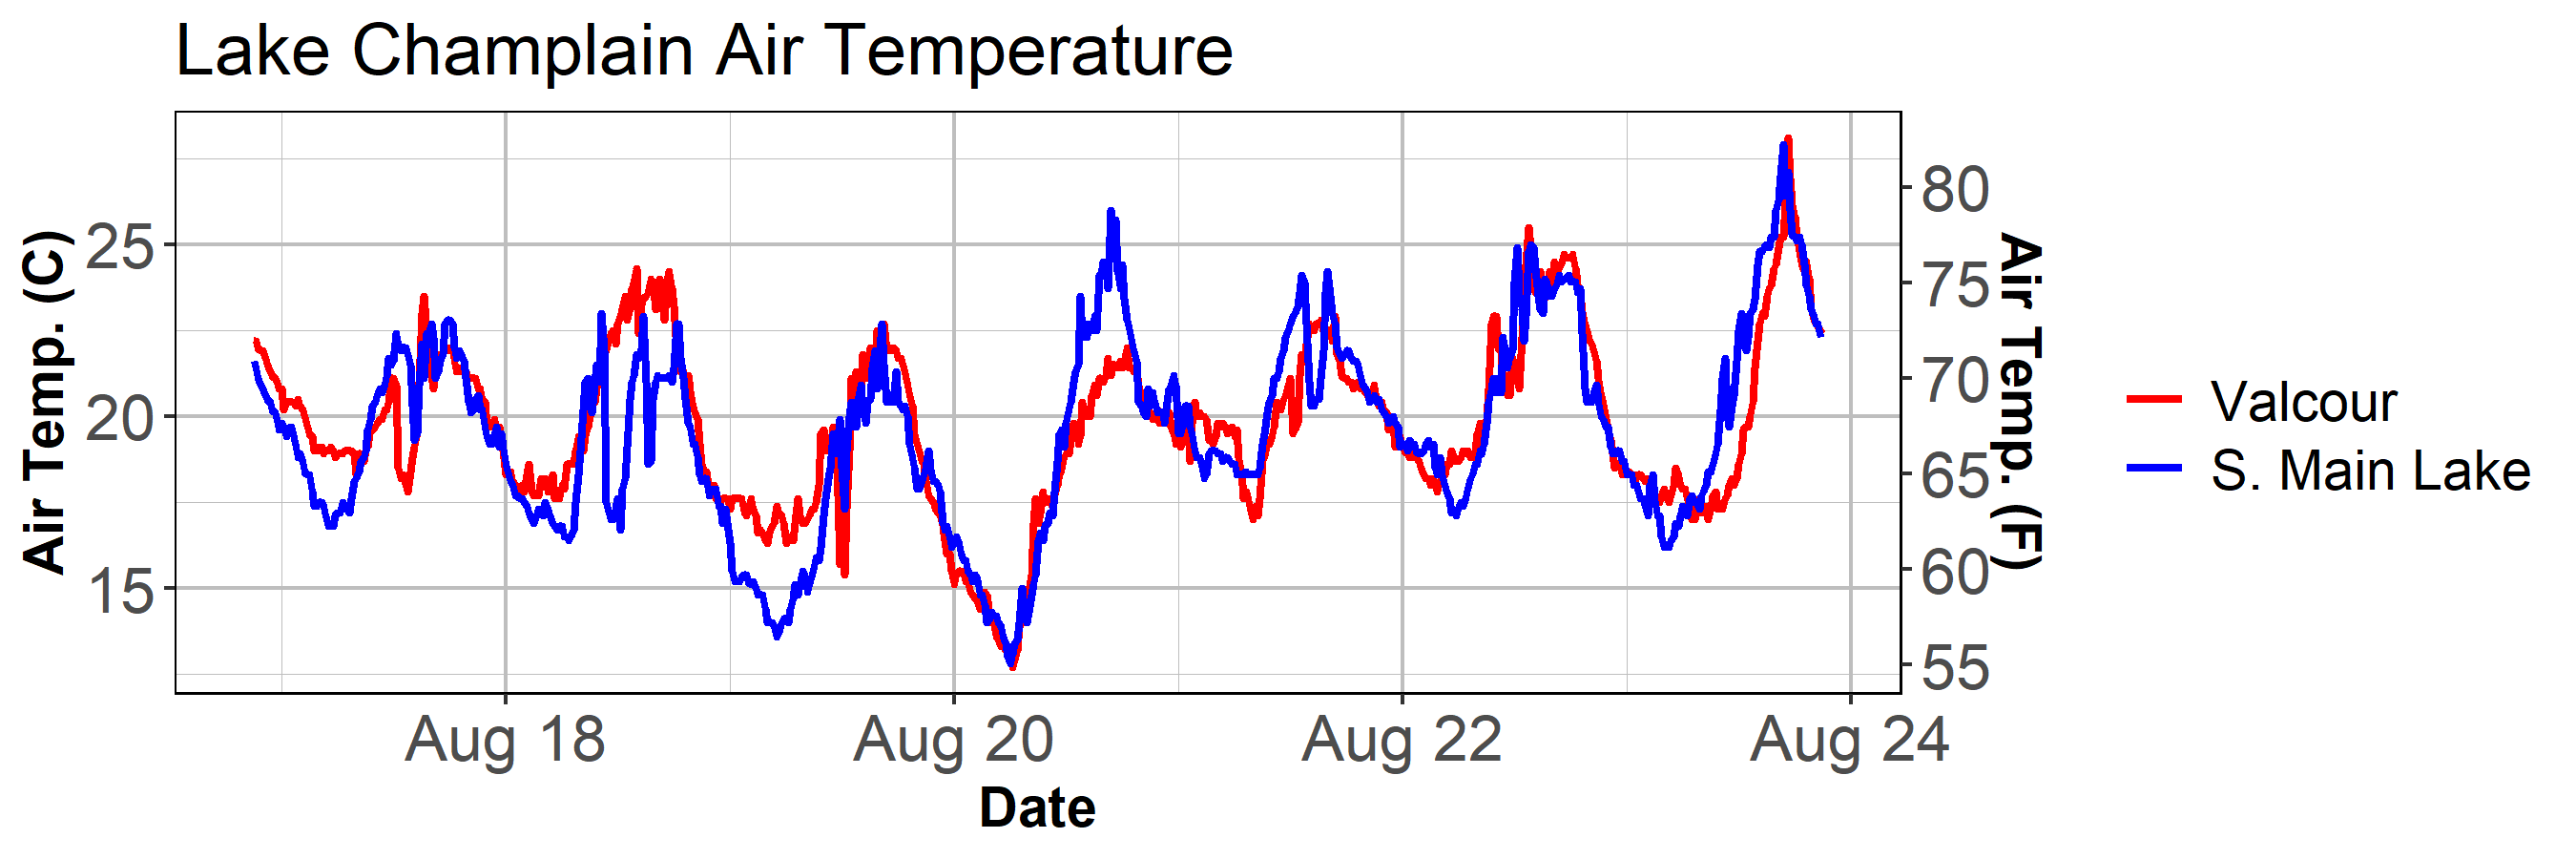 Lake Champlain Air Temperature
Air Temp. (C)
25
20
15
80
75
70
65
60
55
Air Temp. (F)
Aug 18
Aug 20
Aug 22
Aug 24
Date
Valcour
S. Main Lake